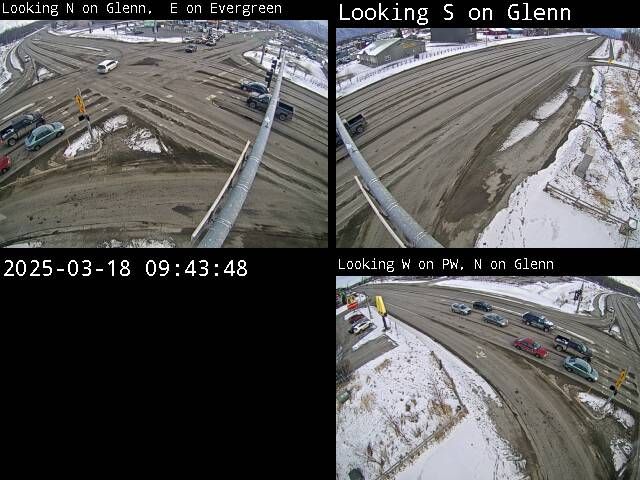 Looking N on Glenn,  E on Evergreen
Looking S on Glenn
2025-03-18 09:43:48
Looking W on PW, N on Glenn